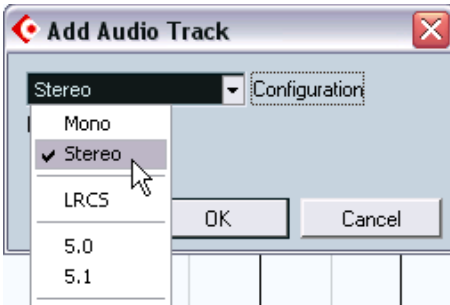 Add Audio Track
Stereo Configuration
Mono
Stereo
LRCS
OK Cancel
5.0
5.1